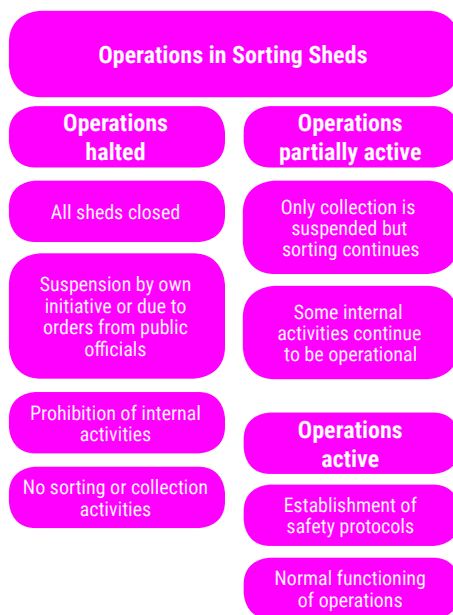 Operations in Sorting Sheds
Operations
halted
All sheds closed
Suspension by own
initiative or due to
orders from public
officials
Prohibition of internal
activities
No sorting or collection
activities
Operations
partially active
Only collection is
suspended but
sorting continues
Some internal
activities continue
to be operational
Operations
active
Establishment of
safety protocols
Normal functioning
of operations